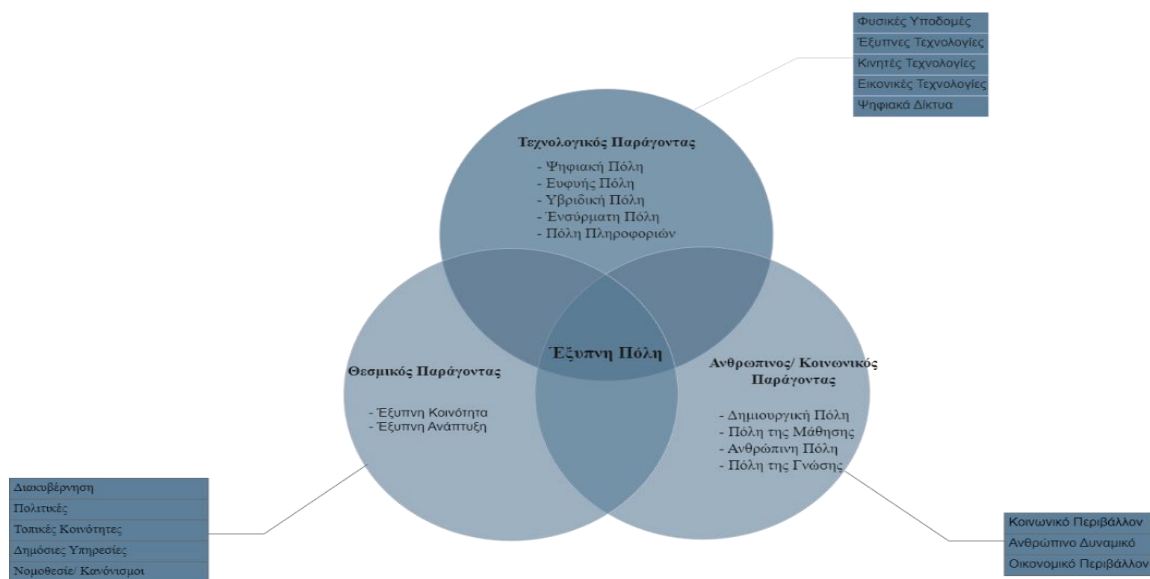 Φυσικές Υποδομές
Έξυπνες Τεχνολογίες
Κινητές Τεχνολογίες
Εικονικές Τεχνολογίες
Ψηφιακά Δίκτυα
Τεχνολογικός Παράγοντας
- Ψηφιακή Πόλη
- Ευφυής Πόλη
- Υβριδική Πόλη
- Ένσύρματη Πόλη
- Πόλη Πληροφοριών
Έξυπνη Πόλη
Θεσμικός Παράγοντας
- Έξυπνη Κοινότητα
- Έξυπνη Ανάπτυξη
Ανθρωπινος/ Κοινωνικός
Παράγοντας
- Δημιουργική Πόλη
- Πόλη της Μάθησης
- Ανθρώπινη Πόλη
- Πόλη της Γνώσης
Διακυβέρνηση
Πολιτικές
Τοπικές Κοινότητες
Δημόσιες Υπηρεσίες
Νομοθεσίε/ Κανόνισμοι
Κοινωνικό Περιβάλλον
Ανθρώπινο Δυναμικό
Οικονομικό Περιβάλλον